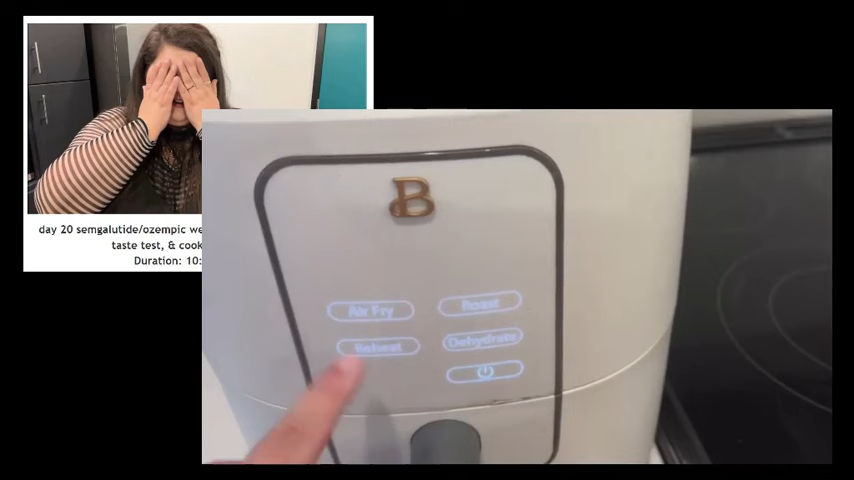 day 20 semgalutide/ozempic we
taste test, & cook
Duration: 10:
B
Air Fry
Roast
Reheat
Dehydrate